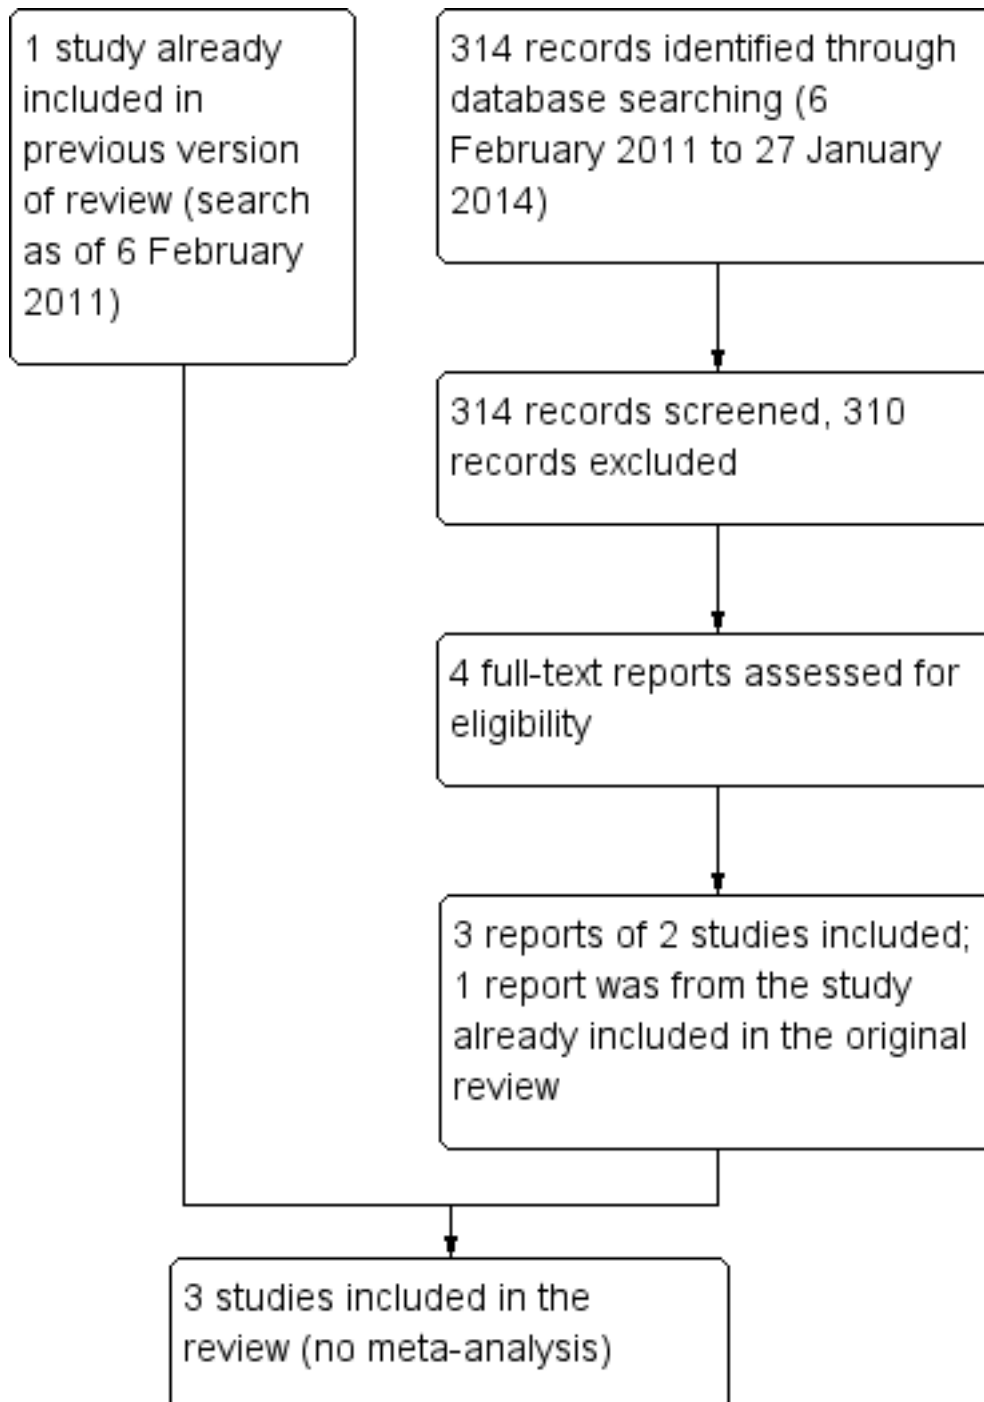 1 study already
included in
previous version
of review (search
as of 6 February
2011)
314 records identified through
database searching (6
February 2011 to 27 January
2014)
314 records screened, 310
records excluded
4 full-text reports assessed for
eligibility
3 reports of 2 studies included;
1 report was from the study
already included in the original
review
3 studies included in the
review (no meta-analysis)